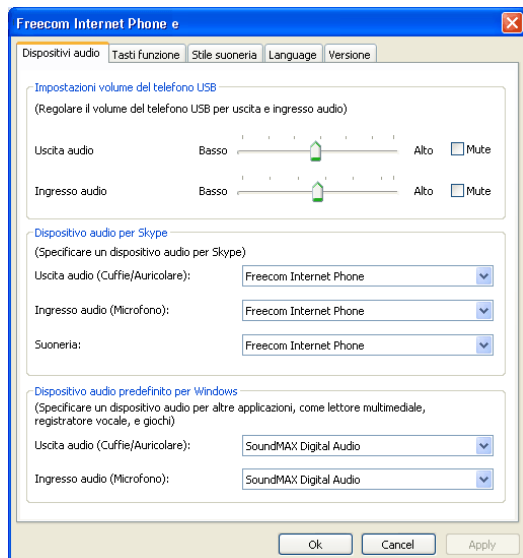 Freecom Internet Phone e
Dispositivi audio Tasti funzione Stile suoneria Language Versione
Impostazioni volume del telefono USB
(Regolare il volume del telefono USB per uscita e ingresso audio)
Uscita audio Basso Alto Mute
Ingresso audio Basso Alto Mute
Dispositivo audio per Skype
(Specificare un dispositivo audio per Skype)
Uscita audio (Cuffie/Auricolare): Freecom Internet Phone
Ingresso audio (Microfono): Freecom Internet Phone
Suoneria: Freecom Internet Phone
Dispositivo audio predefinito per Windows
(Specificare un dispositivo audio per altre applicazioni, come lettore multimediale,
registratore vocale, e giochi)
Uscita audio (Cuffie/Auricolare): SoundMAX Digital Audio
Ingresso audio (Microfono): SoundMAX Digital Audio
Ok Cancel Apply